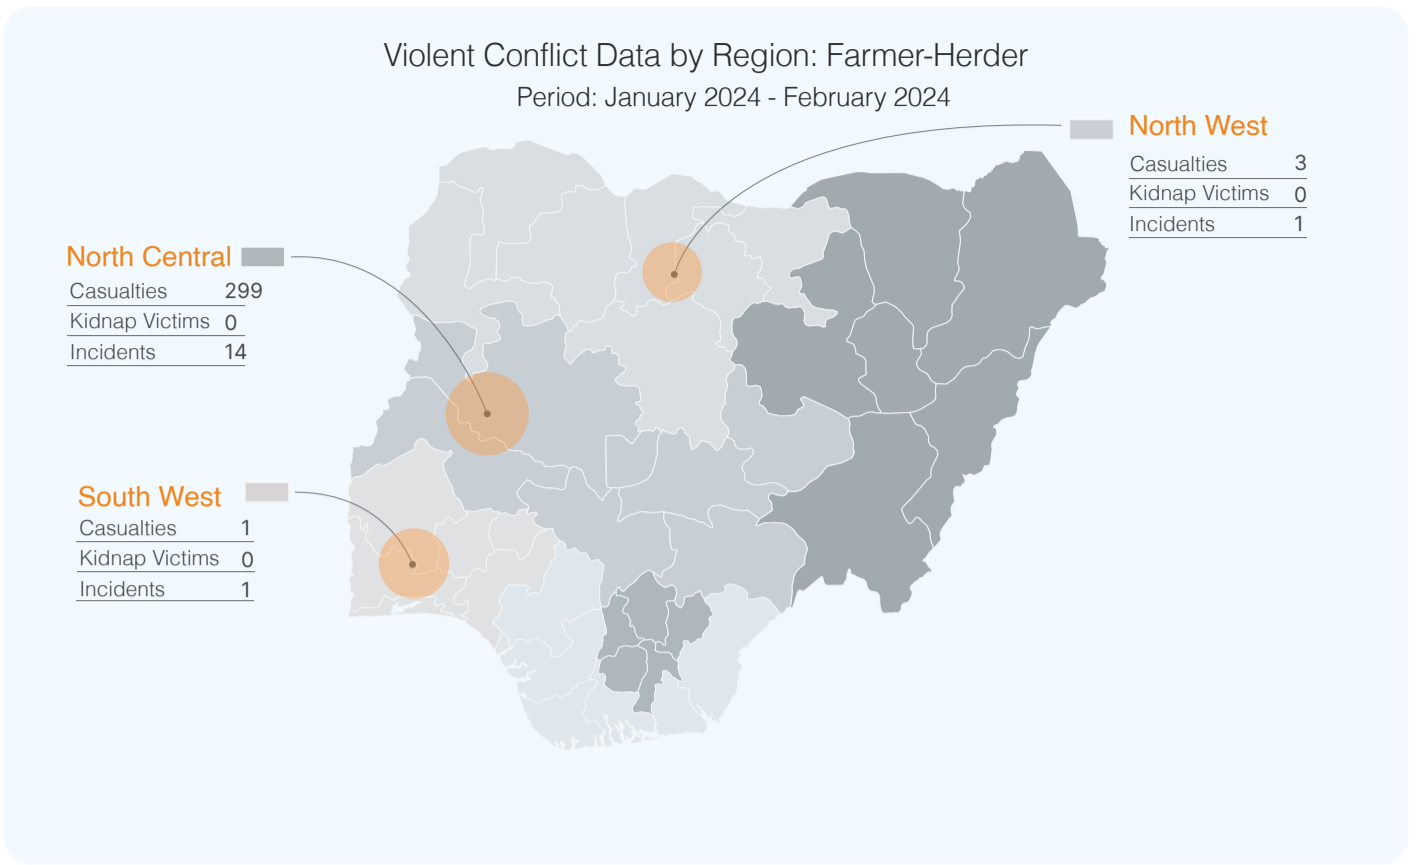 Violent Conflict Data by Region: Farmer-Herder
Period: January 2024 - February 2024
North West
Casualties 3
Kidnap Victims 0
Incidents 1
North Central
Casualties 299
Kidnap Victims 0
Incidents 14
South West
Casualties 1
Kidnap Victims 0
Incidents 1